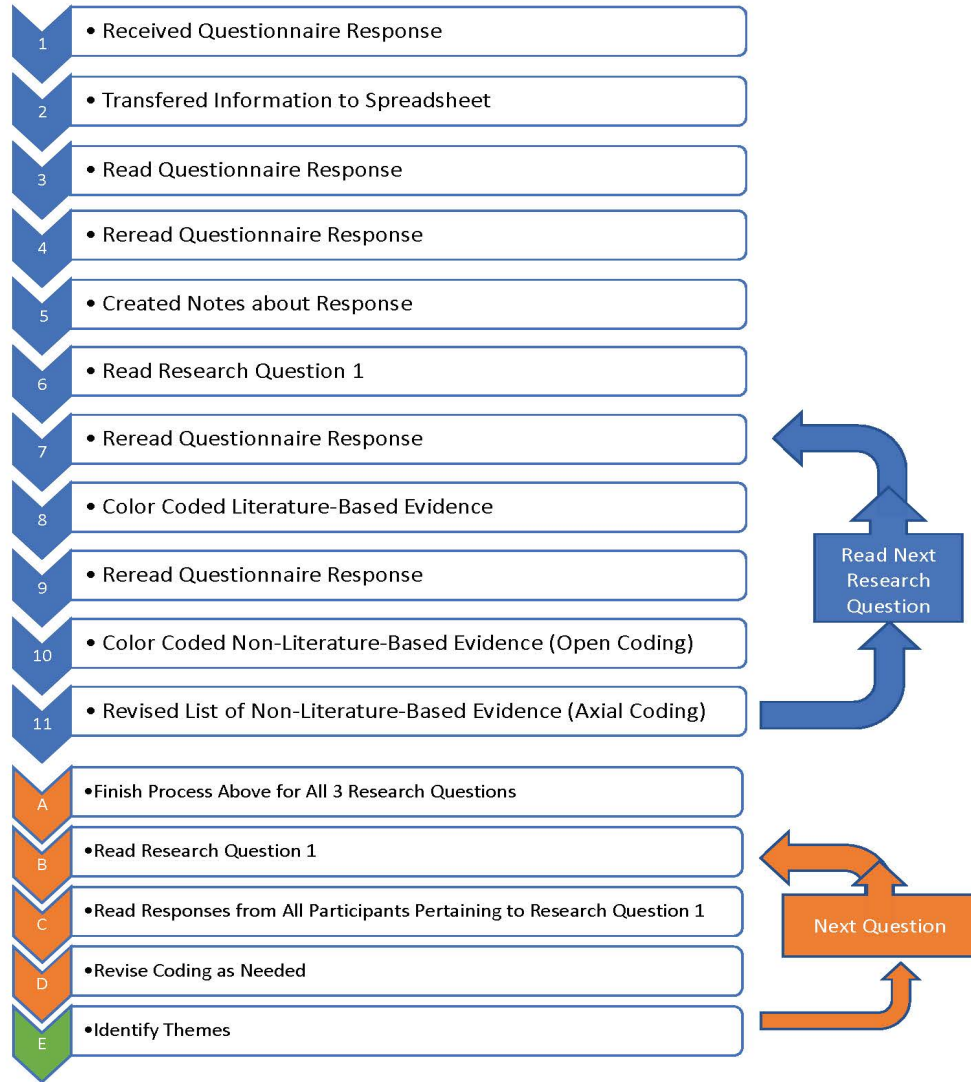 1
• Received Questionnaire Response
2
• Transfered Information to Spreadsheet
3
• Read Questionnaire Response
4
• Reread Questionnaire Response
5
• Created Notes about Response
6
• Read Research Question 1
7
• Reread Questionnaire Response
8
• Color Coded Literature-Based Evidence
9
• Reread Questionnaire Response
10
• Color Coded Non-Literature-Based Evidence (Open Coding)
11
• Revised List of Non-Literature-Based Evidence (Axial Coding)
Read Next
Research
Question
A
•Finish Process Above for All 3 Research Questions
B
•Read Research Question 1
C
•Read Responses from All Participants Pertaining to Research Question 1
D
•Revise Coding as Needed
E
•Identify Themes
Next Question